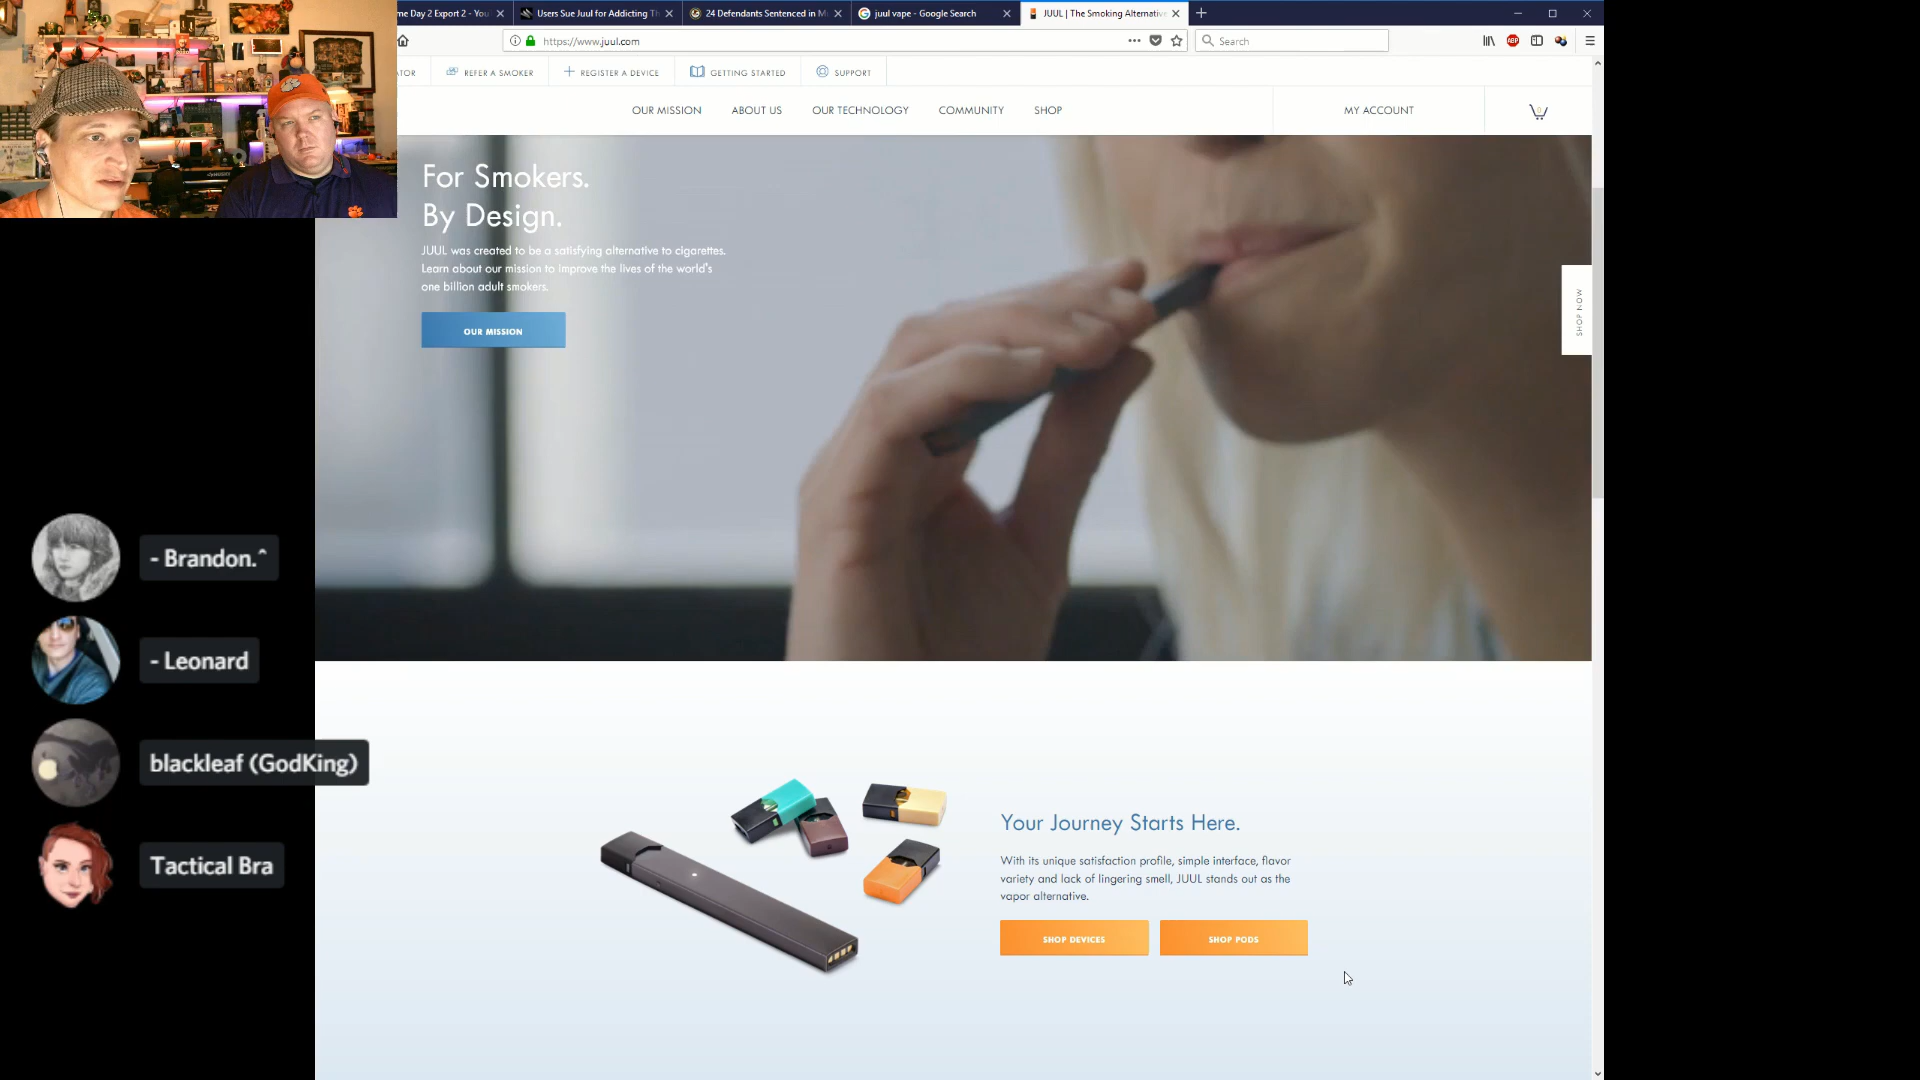 me Day 2 Export 2 - You
Users Sue Juul for Addicting Th
24 Defendants Sentenced in M
juul vape - Google Search
JUUL | The Smoking Alternativ
https://www.juul.com
Search
ABP
ATOR
REFER A SMOKER
REGISTER A DEVICE
GETTING STARTED
SUPPORT
OUR MISSION
ABOUT US
OUR TECHNOLOGY
COMMUNITY
SHOP
MY ACCOUNT
0
For Smokers.
By Design.
JUUL was created to be a satisfying alternative to cigarettes.
Learn about our mission to improve the lives of the world's
one billion adult smokers.
OUR MISSION
SHOP NOW
- Brandon.^
- Leonard
blackleaf (GodKing)
Tactical Bra
Your Journey Starts Here.
With its unique satisfaction profile, simple interface, flavor
variety and lack of lingering smell, JUUL stands out as the
vapor alternative.
SHOP DEVICES
SHOP PODS